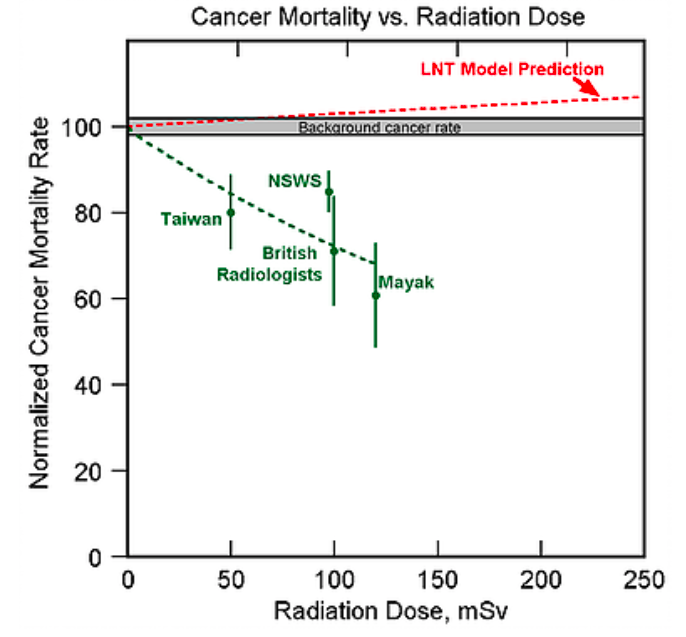 Cancer Mortality vs. Radiation Dose
LNT Model Prediction
Background cancer rate
NSWS
Taiwan
British
Radiologists
Mayak
Normalized Cancer Mortality Rate
100
80
60
40
20
0
0 50 100 150 200 250
Radiation Dose, mSv